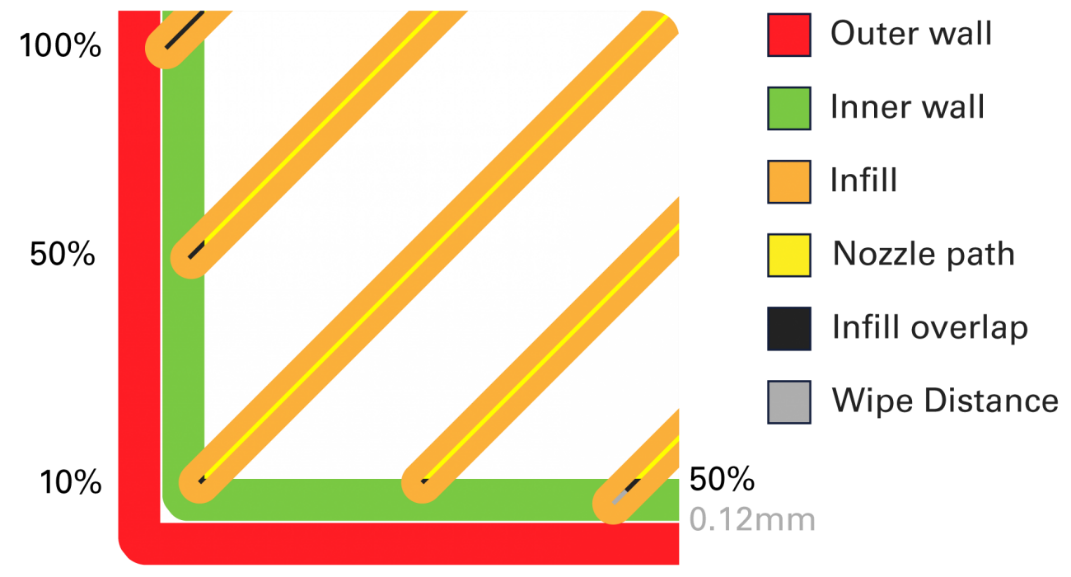 100%
50%
10%
50%
0.12mm
Outer wall
Inner wall
Infill
Nozzle path
Infill overlap
Wipe Distance